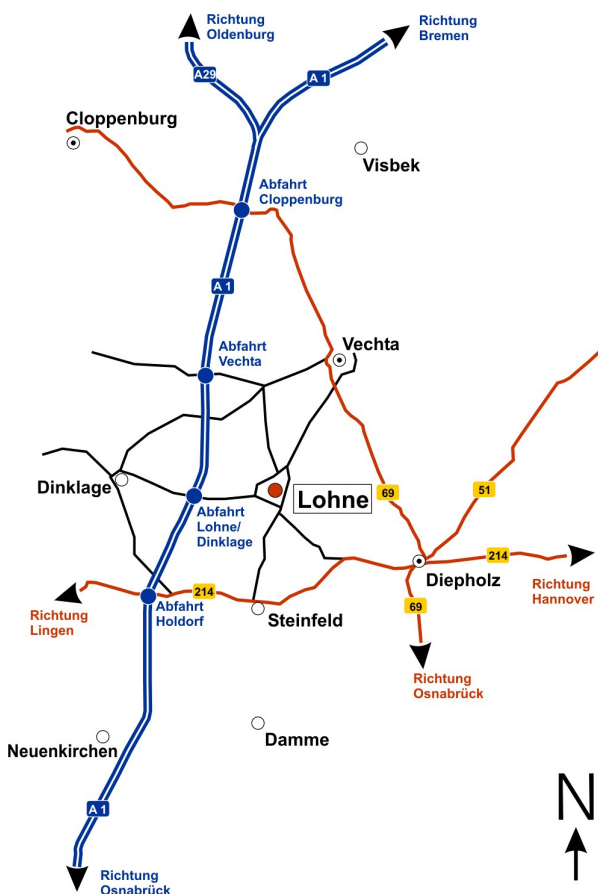 Richtung
Oldenburg
Richtung
Bremen
A29
A 1
Cloppenburg
Visbek
Abfahrt
Cloppenburg
A 1
Abfahrt
Vechta
Vechta
Dinklage
Lohne
69
51
Abfahrt
Lohne/
Dinklage
214
Diepholz
Richtung
Hannover
Richtung
Lingen
214
Abfahrt
Holdorf
Steinfeld
69
Richtung
Osnabrück
Neuenkirchen
Damme
A 1
N
Richtung
Osnabrück